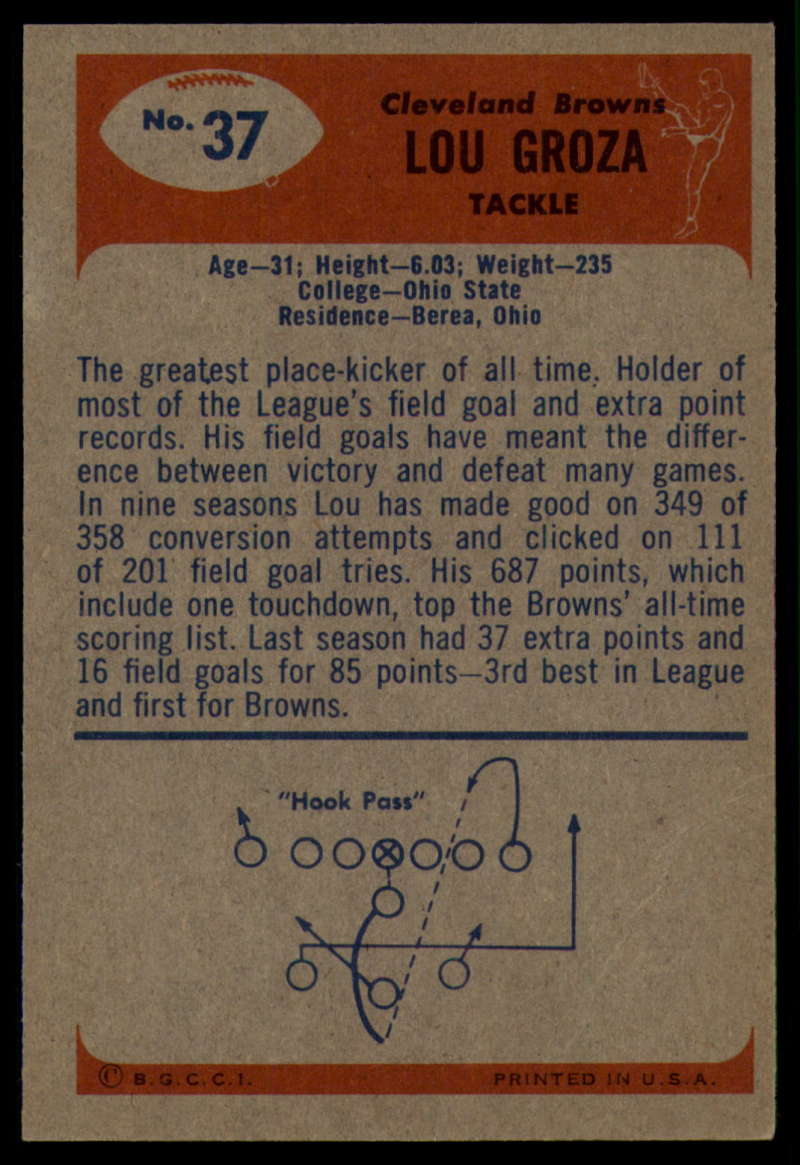 No. 37
Cleveland Browns
LOU GROZA
TACKLE
Age—31; Height—6.03; Weight—235
College—Ohio State
Residence—Berea, Ohio
The greatest place-kicker of all time. Holder of
most of the League's field goal and extra point
records. His field goals have meant the differ-
ence between victory and defeat many games.
In nine seasons Lou has made good on 349 of
358 conversion attempts and clicked on 111
of 201 field goal tries. His 687 points, which
include one touchdown, top the Browns' all-time
scoring list. Last season had 37 extra points and
16 field goals for 85 points—3rd best in League
and first for Browns.
"Hook Pass"
© B.G.C.C.I.
PRINTED IN U.S.A.